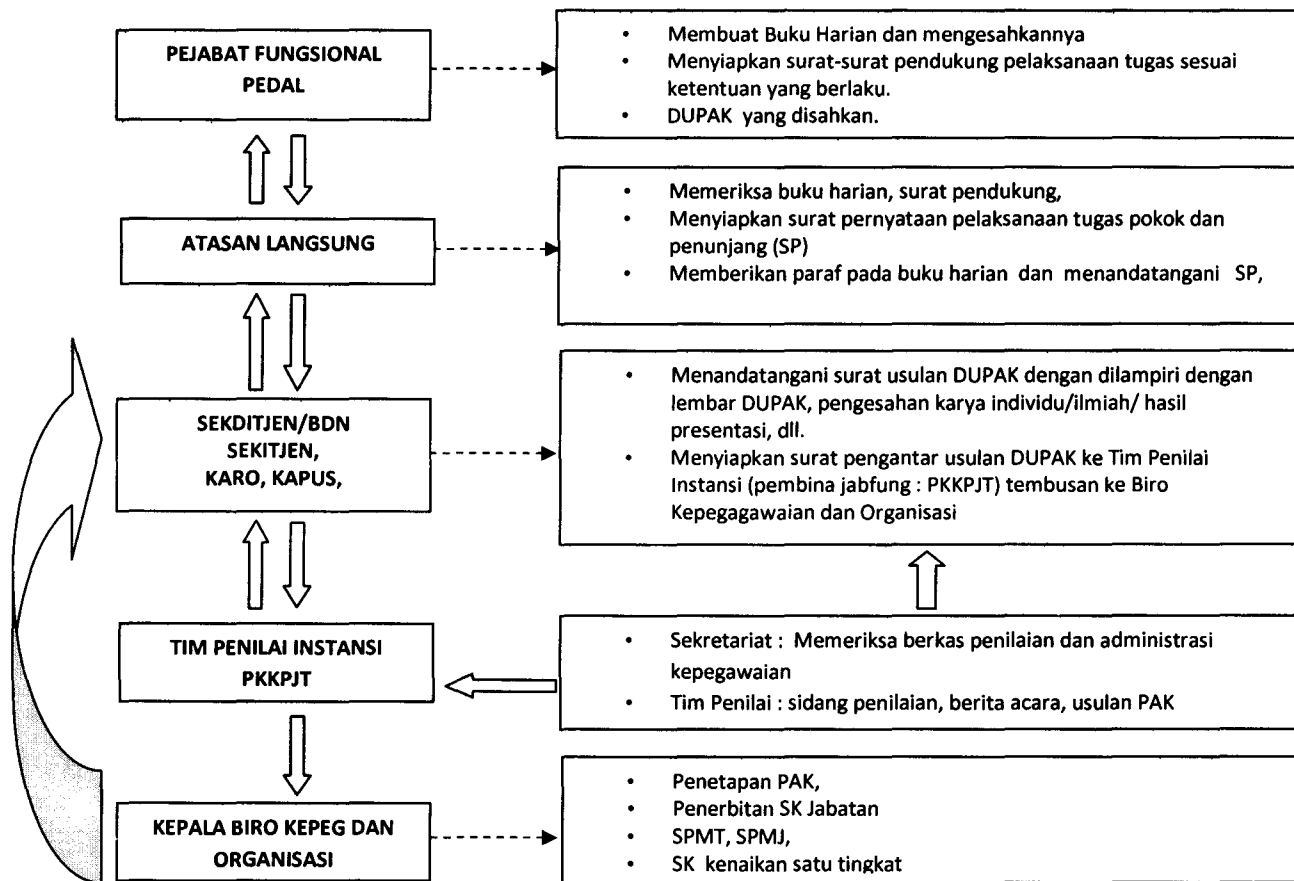 PEJABAT FUNGSIONAL
PEDAL
• Membuat Buku Harian dan mengesahkannya
• Menyiapkan surat-surat pendukung pelaksanaan tugas sesuai
ketentuan yang berlaku.
• DUPAK yang disahkan.
ATASAN LANGSUNG
• Memeriksa buku harian, surat pendukung,
• Menyiapkan surat pernyataan pelaksanaan tugas pokok dan
penunjang (SP)
• Memberikan paraf pada buku harian dan menandatangani SP,
SEKDITJEN/BDN
SEKITJEN,
KARO, KAPUS,
• Menandatangani surat usulan DUPAK dengan dilampiri dengan
lembar DUPAK, pengesahan karya individu/ilmiah/ hasil
presentasi, dll.
• Menyiapkan surat pengantar usulan DUPAK ke Tim Penilai
Instansi (pembina jabfung : PKKPJT) tembusan ke Biro
Kepegagawaian dan Organisasi
TIM PENILAI INSTANSI
PKKPJT
• Sekretariat : Memeriksa berkas penilaian dan administrasi
kepegawaian
• Tim Penilai : sidang penilaian, berita acara, usulan PAK
KEPALA BIRO KEPEG DAN
ORGANISASI
• Penetapan PAK,
• Penerbitan SK Jabatan
• SPMT, SPMJ,
• SK kenaikan satu tingkat